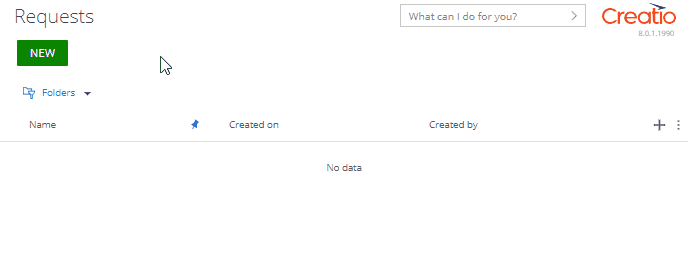 Requests
What can I do for you?
Creatio
8.0.1.1990
NEW
Folders
Name Created on Created by
No data